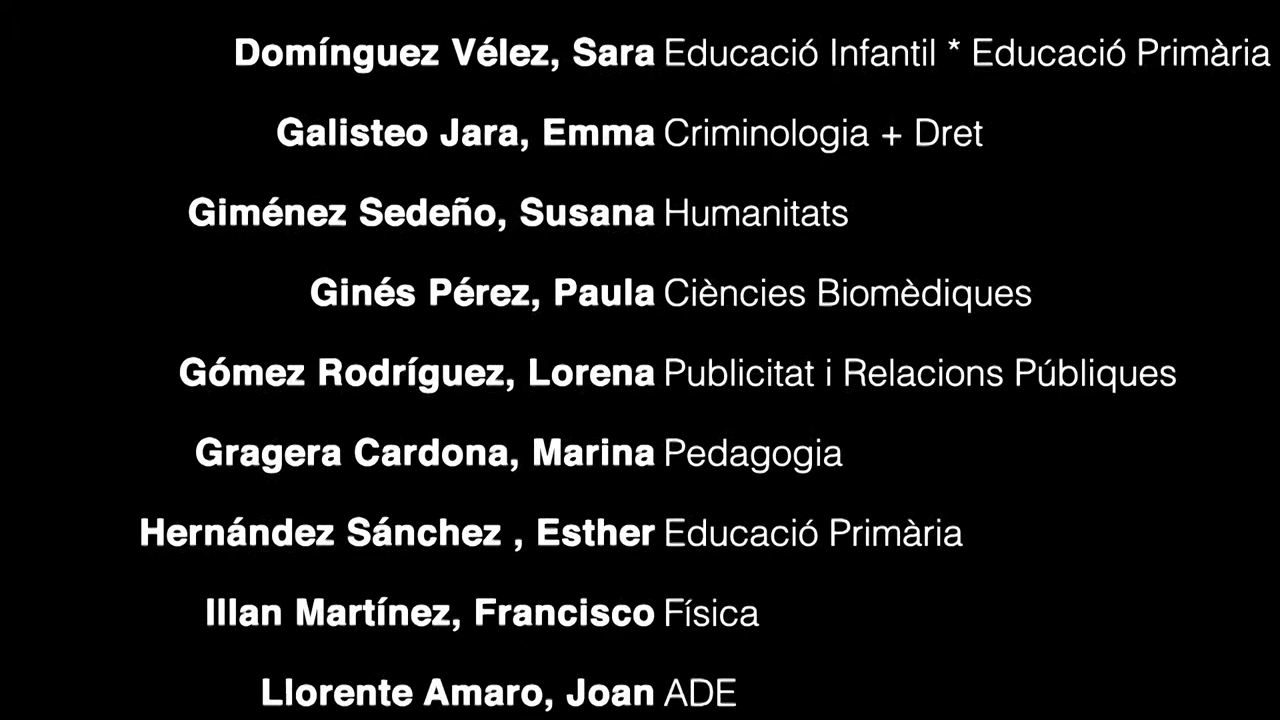 Domínguez Vélez, Sara Educació Infantil * Educació Primària
Galisteo Jara, Emma Criminologia + Dret
Giménez Sedeño, Susana Humanitats
Ginés Pérez, Paula Ciències Biomèdiques
Gómez Rodríguez, Lorena Publicitat i Relacions Públiques
Gragera Cardona, Marina Pedagogia
Hernández Sánchez , Esther Educació Primària
Illan Martínez, Francisco Física
Llorente Amaro, Joan ADE